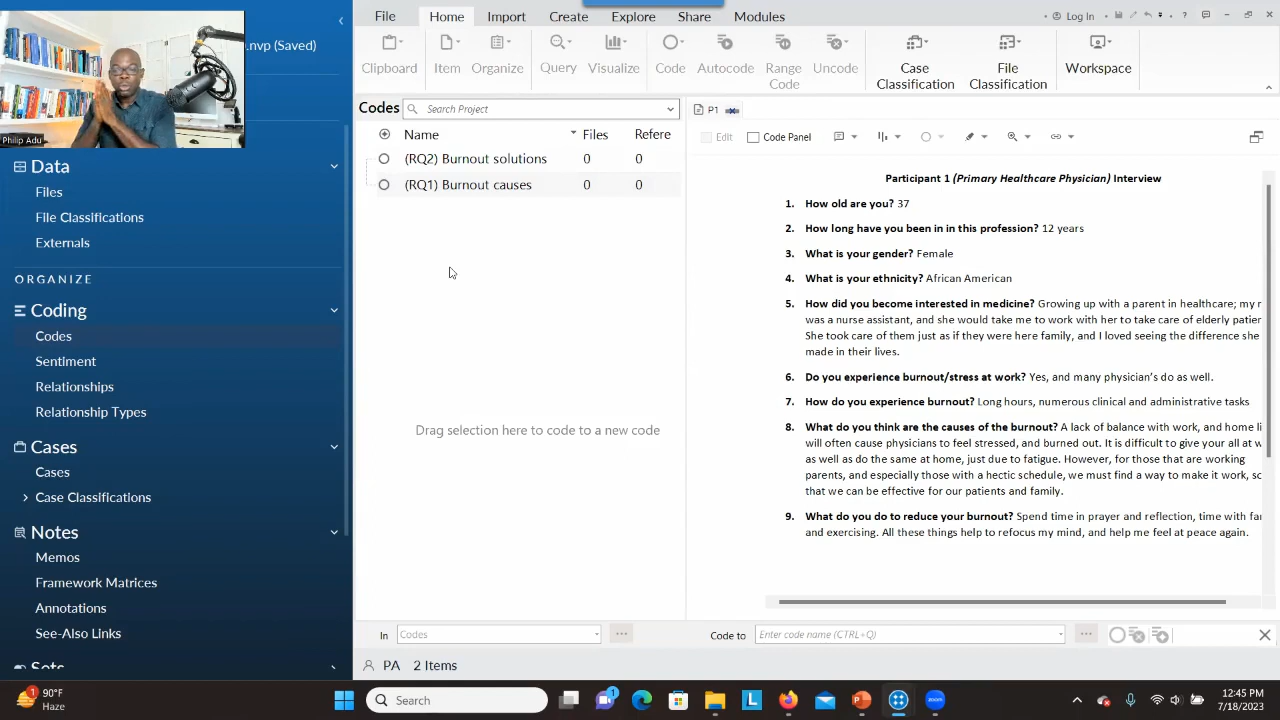 .nvp (Saved)
Philip Adu
Data
Files
File Classifications
Externals
ORGANIZE
Coding
Codes
Sentiment
Relationships
Relationship Types
Cases
Cases
Case Classifications
Notes
Memos
Framework Matrices
Annotations
See-Also Links
Sets
File Home Import Create Explore Share Modules
Log In
Clipboard Item Organize Query Visualize Code Autocode Range Code Uncode Case Classification File Classification Workspace
Codes Search Project
Name Files Refere
(RQ2) Burnout solutions 0 0
(RQ1) Burnout causes 0 0
Drag selection here to code to a new code
P1
Edit Code Panel
Participant 1 (Primary Healthcare Physician) Interview
1. How old are you? 37
2. How long have you been in in this profession? 12 years
3. What is your gender? Female
4. What is your ethnicity? African American
5. How did you become interested in medicine? Growing up with a parent in healthcare; my
was a nurse assistant, and she would take me to work with her to take care of elderly patier
She took care of them just as if they were here family, and I loved seeing the difference she
made in their lives.
6. Do you experience burnout/stress at work? Yes, and many physician's do as well.
7. How do you experience burnout? Long hours, numerous clinical and administrative tasks
8. What do you think are the causes of the burnout? A lack of balance with work, and home li
will often cause physicians to feel stressed, and burned out. It is difficult to give your all at w
as well as do the same at home, just due to fatigue. However, for those that are working
parents, and especially those with a hectic schedule, we must find a way to make it work, so
that we can be effective for our patients and family.
9. What do you do to reduce your burnout? Spend time in prayer and reflection, time with fa
and exercising. All these things help to refocus my mind, and help me feel at peace again.
In Codes ... Code to Enter code name (CTRL+Q) ...
PA 2 Items
1
90°F
Haze
Search
1
12:45 PM
7/18/2023